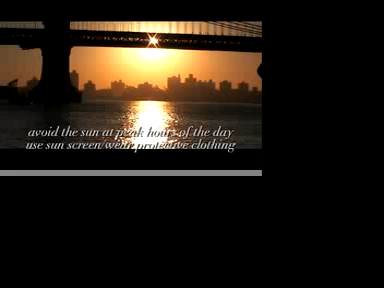 avoid the sun at peak hours of the day
use sun screen/wear protective clothing